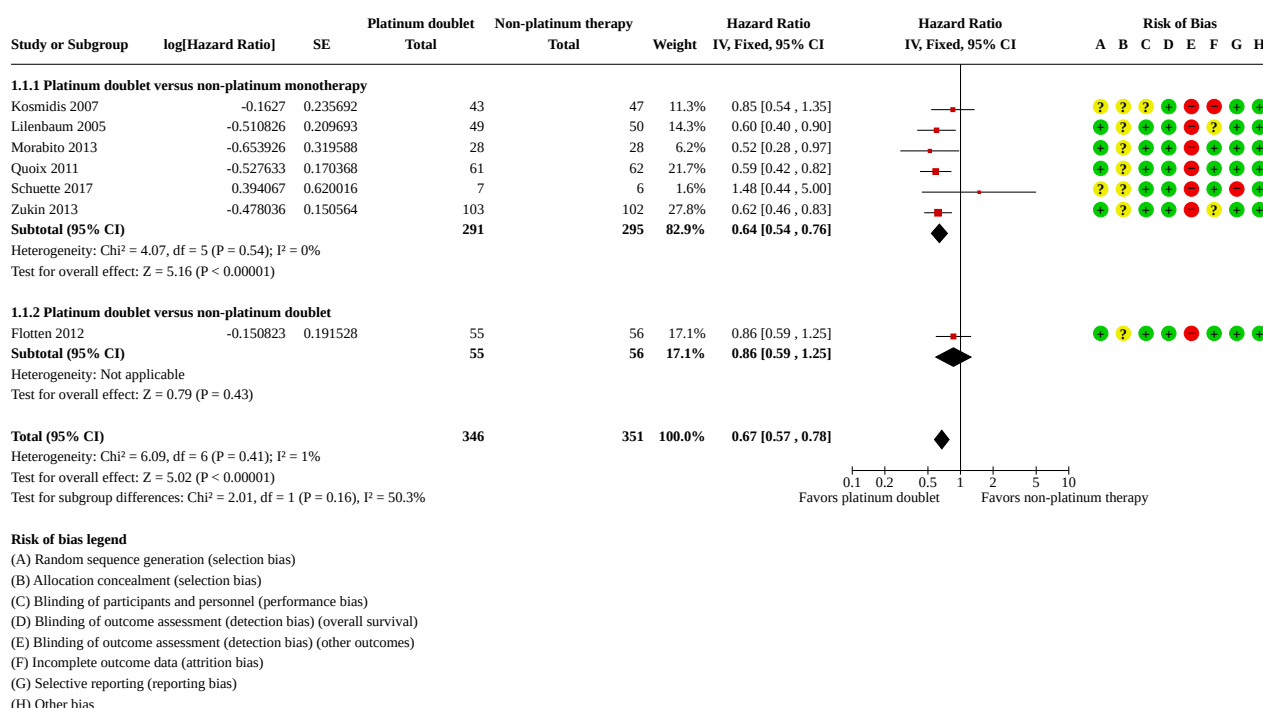 Platinum doublet Non-platinum therapy Hazard Ratio Hazard Ratio Risk of Bias
Study or Subgroup log[Hazard Ratio] SE Total Total Weight IV, Fixed, 95% CI IV, Fixed, 95% CI A B C D E F G H
1.1.1 Platinum doublet versus non-platinum monotherapy
Kosmidis 2007 -0.1627 0.235692 43 47 11.3% 0.85 [0.54 , 1.35] ? ? ? + − − + +
Lilenbaum 2005 -0.510826 0.209693 49 50 14.3% 0.60 [0.40 , 0.90] + ? + + − ? + +
Morabito 2013 -0.653926 0.319588 28 28 6.2% 0.52 [0.28 , 0.97] + ? + + − + + +
Quoix 2011 -0.527633 0.170368 61 62 21.7% 0.59 [0.42 , 0.82] + ? + + − + + +
Schuette 2017 0.394067 0.620016 7 6 1.6% 1.48 [0.44 , 5.00] ? ? + + − + − +
Zukin 2013 -0.478036 0.150564 103 102 27.8% 0.62 [0.46 , 0.83] + ? + + − ? + +
Subtotal (95% CI) 291 295 82.9% 0.64 [0.54 , 0.76]
Heterogeneity: Chi² = 4.07, df = 5 (P = 0.54); I² = 0%
Test for overall effect: Z = 5.16 (P < 0.00001)
1.1.2 Platinum doublet versus non-platinum doublet
Flotten 2012 -0.150823 0.191528 55 56 17.1% 0.86 [0.59 , 1.25] + ? + + − + + +
Subtotal (95% CI) 55 56 17.1% 0.86 [0.59 , 1.25]
Heterogeneity: Not applicable
Test for overall effect: Z = 0.79 (P = 0.43)
Total (95% CI) 346 351 100.0% 0.67 [0.57 , 0.78]
Heterogeneity: Chi² = 6.09, df = 6 (P = 0.41); I² = 1%
Test for overall effect: Z = 5.02 (P < 0.00001)
Test for subgroup differences: Chi² = 2.01, df = 1 (P = 0.16), I² = 50.3%
0.1 0.2 0.5 1 2 5 10
Favors platinum doublet Favors non-platinum therapy
Risk of bias legend
(A) Random sequence generation (selection bias)
(B) Allocation concealment (selection bias)
(C) Blinding of participants and personnel (performance bias)
(D) Blinding of outcome assessment (detection bias) (overall survival)
(E) Blinding of outcome assessment (detection bias) (other outcomes)
(F) Incomplete outcome data (attrition bias)
(G) Selective reporting (reporting bias)
(H) Other bias